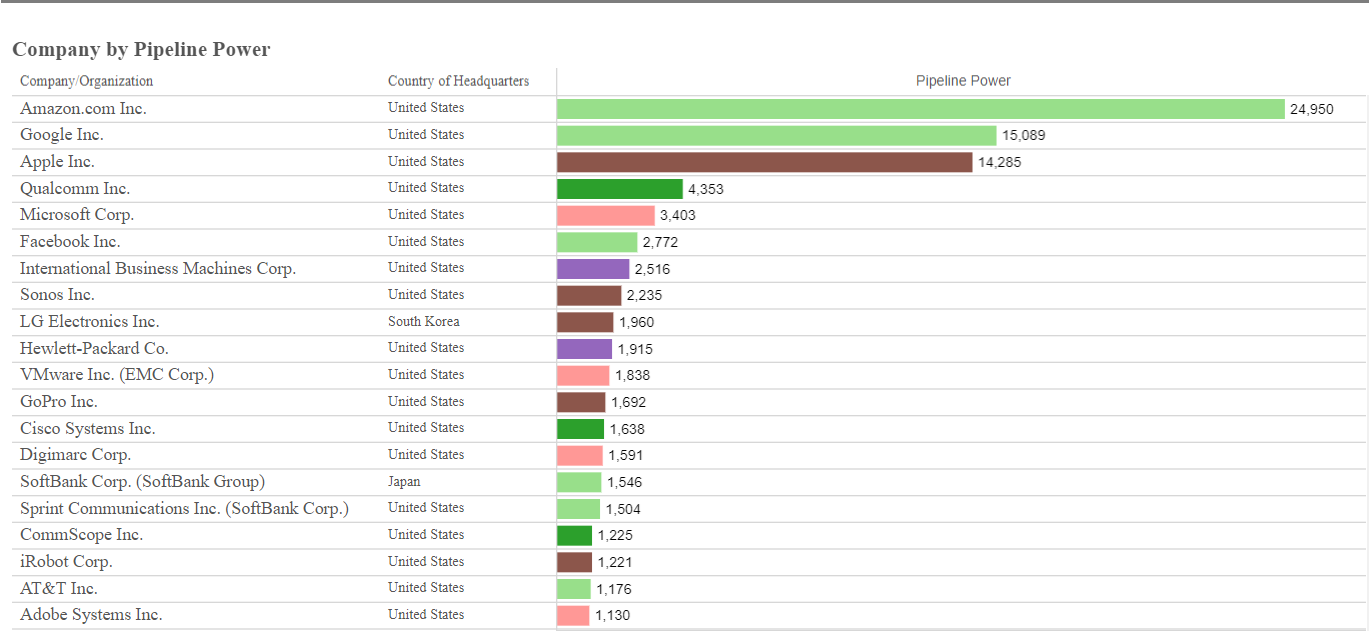 Company by Pipeline Power
Company/Organization Country of Headquarters Pipeline Power
Amazon.com Inc. United States 24,950
Google Inc. United States 15,089
Apple Inc. United States 14,285
Qualcomm Inc. United States 4,353
Microsoft Corp. United States 3,403
Facebook Inc. United States 2,772
International Business Machines Corp. United States 2,516
Sonos Inc. United States 2,235
LG Electronics Inc. South Korea 1,960
Hewlett-Packard Co. United States 1,915
VMware Inc. (EMC Corp.) United States 1,838
GoPro Inc. United States 1,692
Cisco Systems Inc. United States 1,638
Digimarc Corp. United States 1,591
SoftBank Corp. (SoftBank Group) Japan 1,546
Sprint Communications Inc. (SoftBank Corp.) United States 1,504
CommScope Inc. United States 1,225
iRobot Corp. United States 1,221
AT&T Inc. United States 1,176
Adobe Systems Inc. United States 1,130